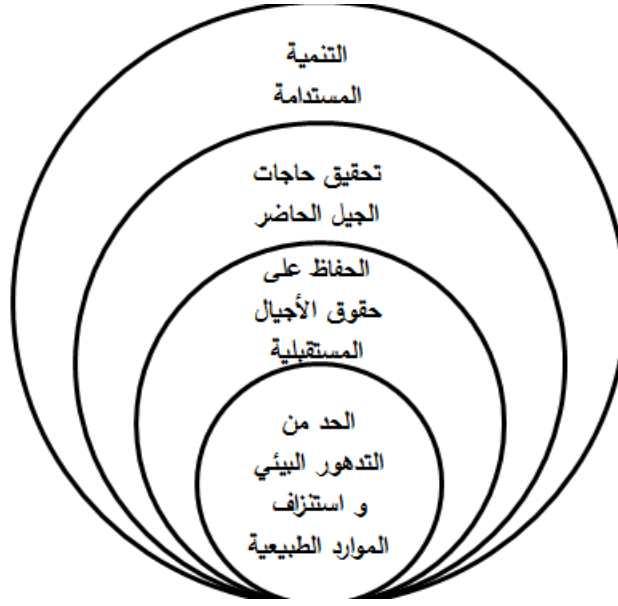 التنمية
المستدامة
تحقيق حاجات
الجيل الحاضر
الحفاظ على
حقوق الأجيال
المستقبلية
الحد من
التدهور البيئي
و استنزاف
الموارد الطبيعية